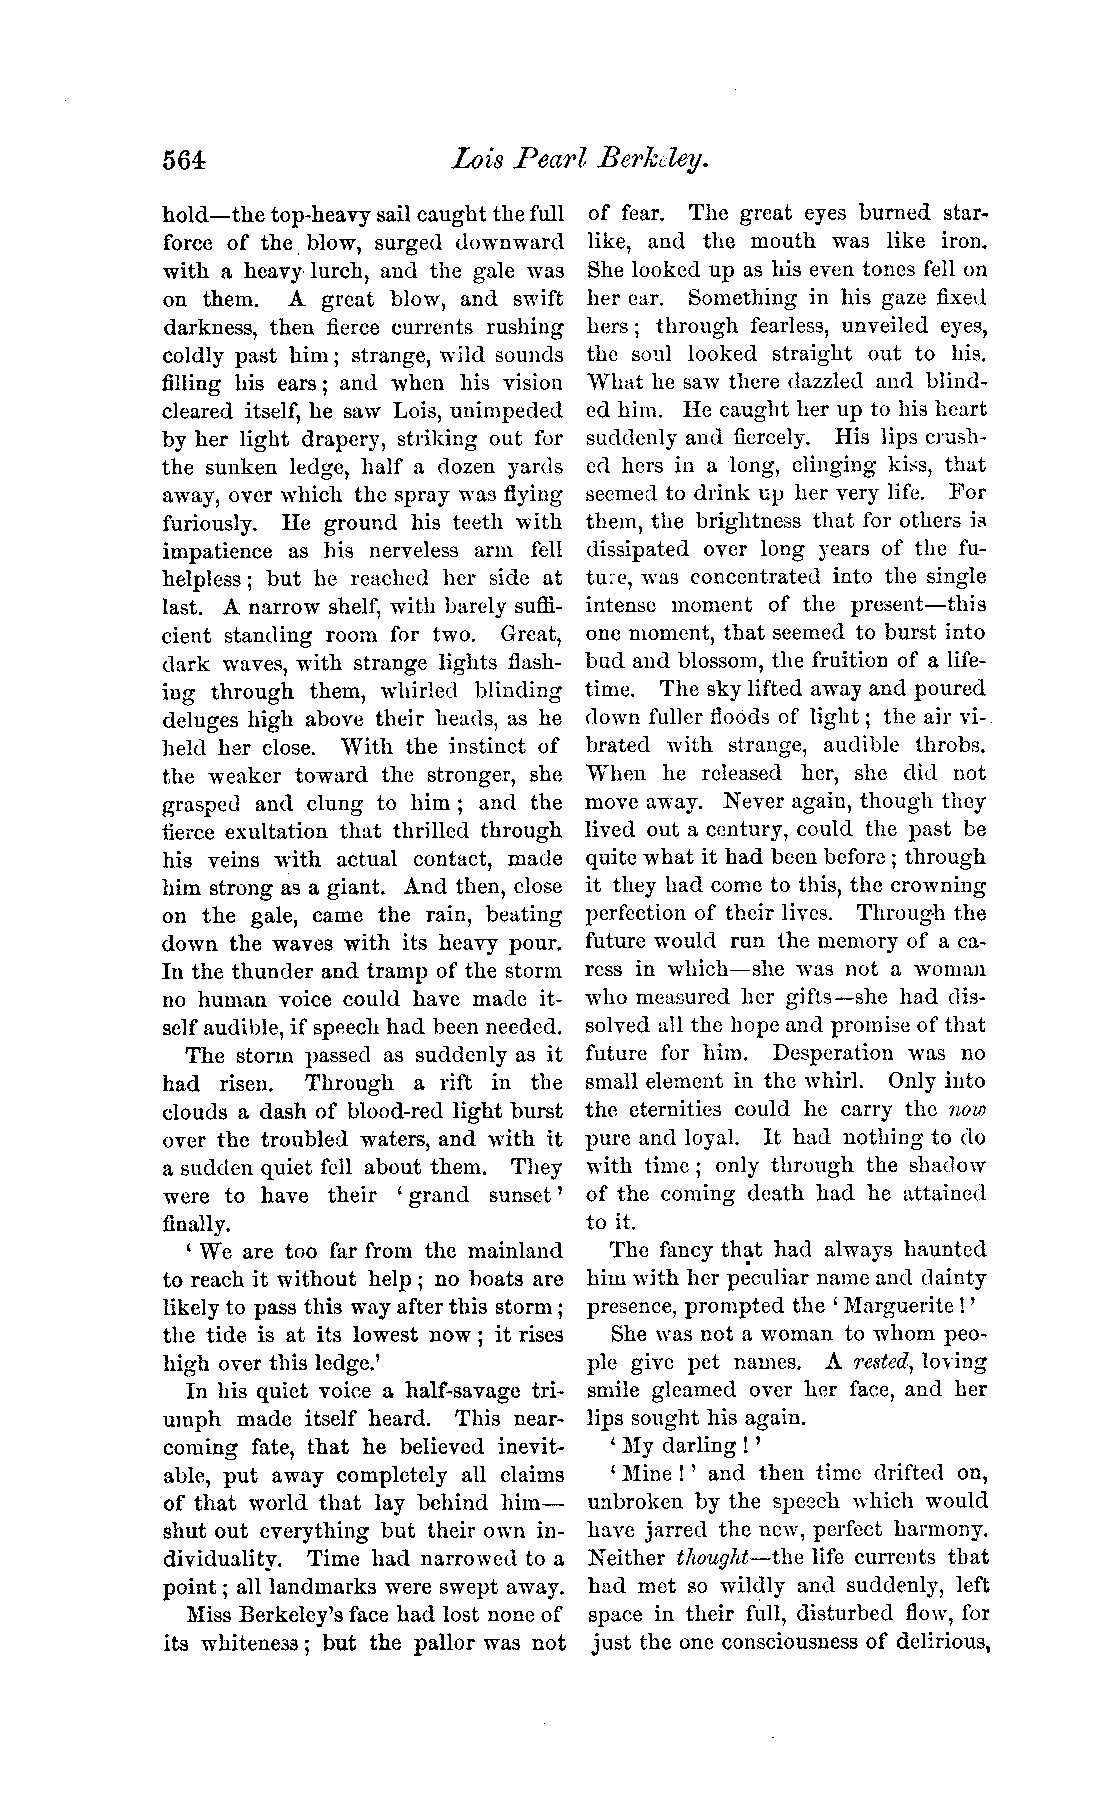 564 Lois Pearl Berkeley.
hold—the top-heavy sail caught the full
force of the blow, surged downward
with a heavy lurch, and the gale was
on them. A great blow, and swift
darkness, then fierce currents rushing
coldly past him; strange, wild sounds
filling his ears; and when his vision
cleared itself, he saw Lois, unimpeded
by her light drapery, striking out for
the sunken ledge, half a dozen yards
away, over which the spray was flying
furiously. He ground his teeth with
impatience as his nerveless arm fell
helpless; but he reached her side at
last. A narrow shelf, with barely suffi-
cient standing room for two. Great,
dark waves, with strange lights flash-
ing through them, whirled blinding
deluges high above their heads, as he
held her close. With the instinct of
the weaker toward the stronger, she
grasped and clung to him; and the
fierce exultation that thrilled through
his veins with actual contact, made
him strong as a giant. And then, close
on the gale, came the rain, beating
down the waves with its heavy pour.
In the thunder and tramp of the storm
no human voice could have made it-
self audible, if speech had been needed.
The storm passed as suddenly as it
had risen. Through a rift in the
clouds a dash of blood-red light burst
over the troubled waters, and with it
a sudden quiet fell about them. They
were to have their 'grand sunset'
finally.
'We are too far from the mainland
to reach it without help; no boats are
likely to pass this way after this storm;
the tide is at its lowest now; it rises
high over this ledge.'
In his quiet voice a half-savage tri-
umph made itself heard. This near-
coming fate, that he believed inevit-
able, put away completely all claims
of that world that lay behind him—
shut out everything but their own in-
dividuality. Time had narrowed to a
point; all landmarks were swept away.
Miss Berkeley's face had lost none of
its whiteness; but the pallor was not
of fear. The great eyes burned star-
like, and the mouth was like iron.
She looked up as his even tones fell on
her ear. Something in his gaze fixed
hers; through fearless, unveiled eyes,
the soul looked straight out to his.
What he saw there dazzled and blind-
ed him. He caught her up to his heart
suddenly and fiercely. His lips crush-
ed hers in a long, clinging kiss, that
seemed to drink up her very life. For
them, the brightness that for others is
dissipated over long years of the fu-
ture, was concentrated into the single
intense moment of the present—this
one moment, that seemed to burst into
bud and blossom, the fruition of a life-
time. The sky lifted away and poured
down fuller floods of light; the air vi-
brated with strange, audible throbs.
When he released her, she did not
move away. Never again, though they
lived out a century, could the past be
quite what it had been before; through
it they had come to this, the crowning
perfection of their lives. Through the
future would run the memory of a ca-
ress in which—she was not a woman
who measured her gifts—she had dis-
solved all the hope and promise of that
future for him. Desperation was no
small element in the whirl. Only into
the eternities could he carry the now
pure and loyal. It had nothing to do
with time; only through the shadow
of the coming death had he attained
to it.
The fancy that had always haunted
him with her peculiar name and dainty
presence, prompted the 'Marguerite!'
She was not a woman to whom peo-
ple give pet names. A rested, loving
smile gleamed over her face, and her
lips sought his again.
'My darling!'
'Mine!' and then time drifted on,
unbroken by the speech which would
have jarred the new, perfect harmony.
Neither thought—the life currents that
had met so wildly and suddenly, left
space in their full, disturbed flow, for
just the one consciousness of delirious,